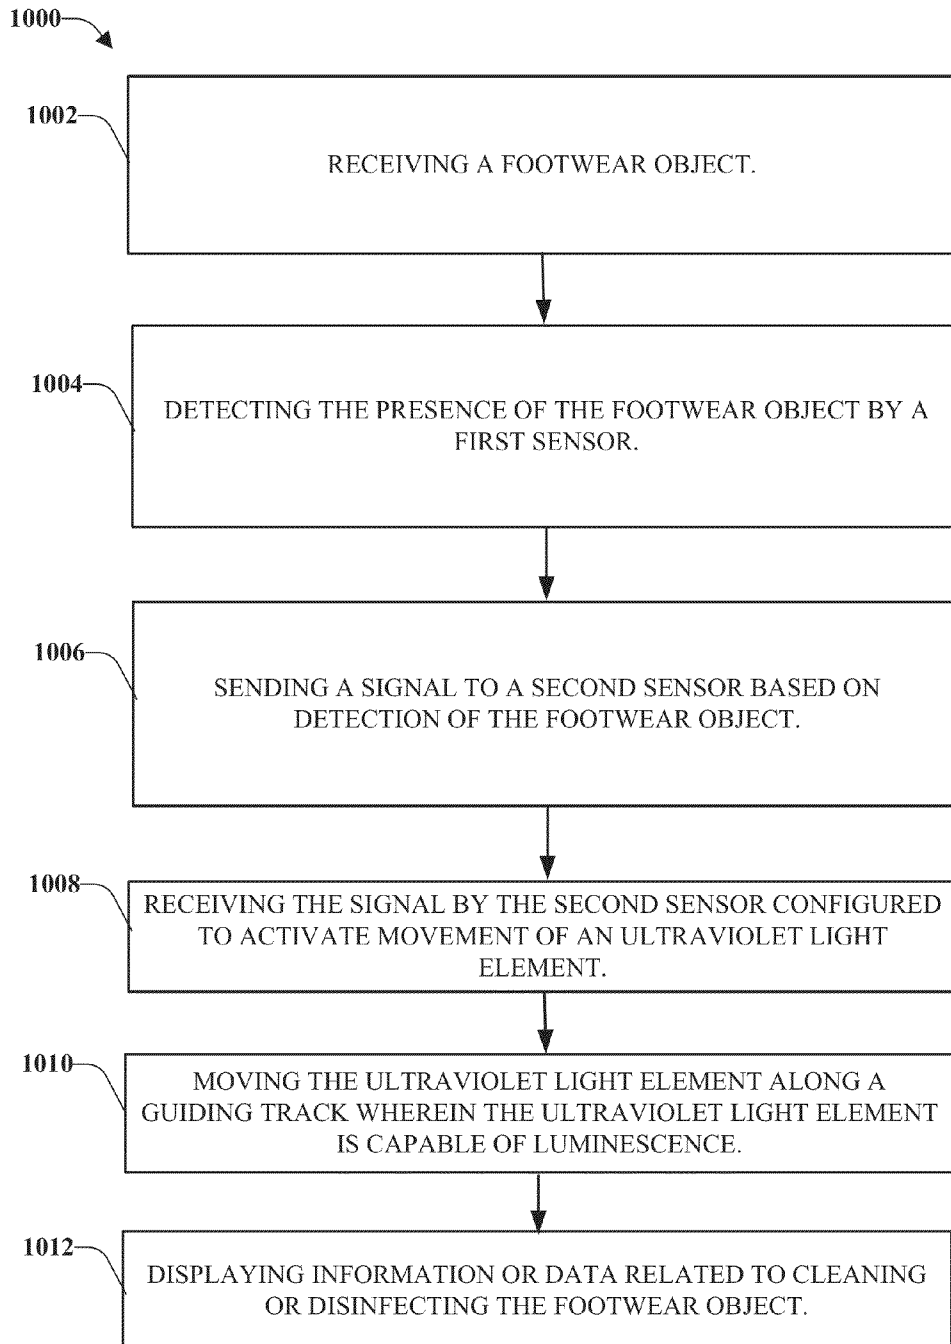 1000
1002
RECEIVING A FOOTWEAR OBJECT.
1004
DETECTING THE PRESENCE OF THE FOOTWEAR OBJECT BY A
FIRST SENSOR.
1006
SENDING A SIGNAL TO A SECOND SENSOR BASED ON
DETECTION OF THE FOOTWEAR OBJECT.
1008
RECEIVING THE SIGNAL BY THE SECOND SENSOR CONFIGURED
TO ACTIVATE MOVEMENT OF AN ULTRAVIOLET LIGHT
ELEMENT.
1010
MOVING THE ULTRAVIOLET LIGHT ELEMENT ALONG A
GUIDING TRACK WHEREIN THE ULTRAVIOLET LIGHT ELEMENT
IS CAPABLE OF LUMINESCENCE.
1012
DISPLAYING INFORMATION OR DATA RELATED TO CLEANING
OR DISINFECTING THE FOOTWEAR OBJECT.